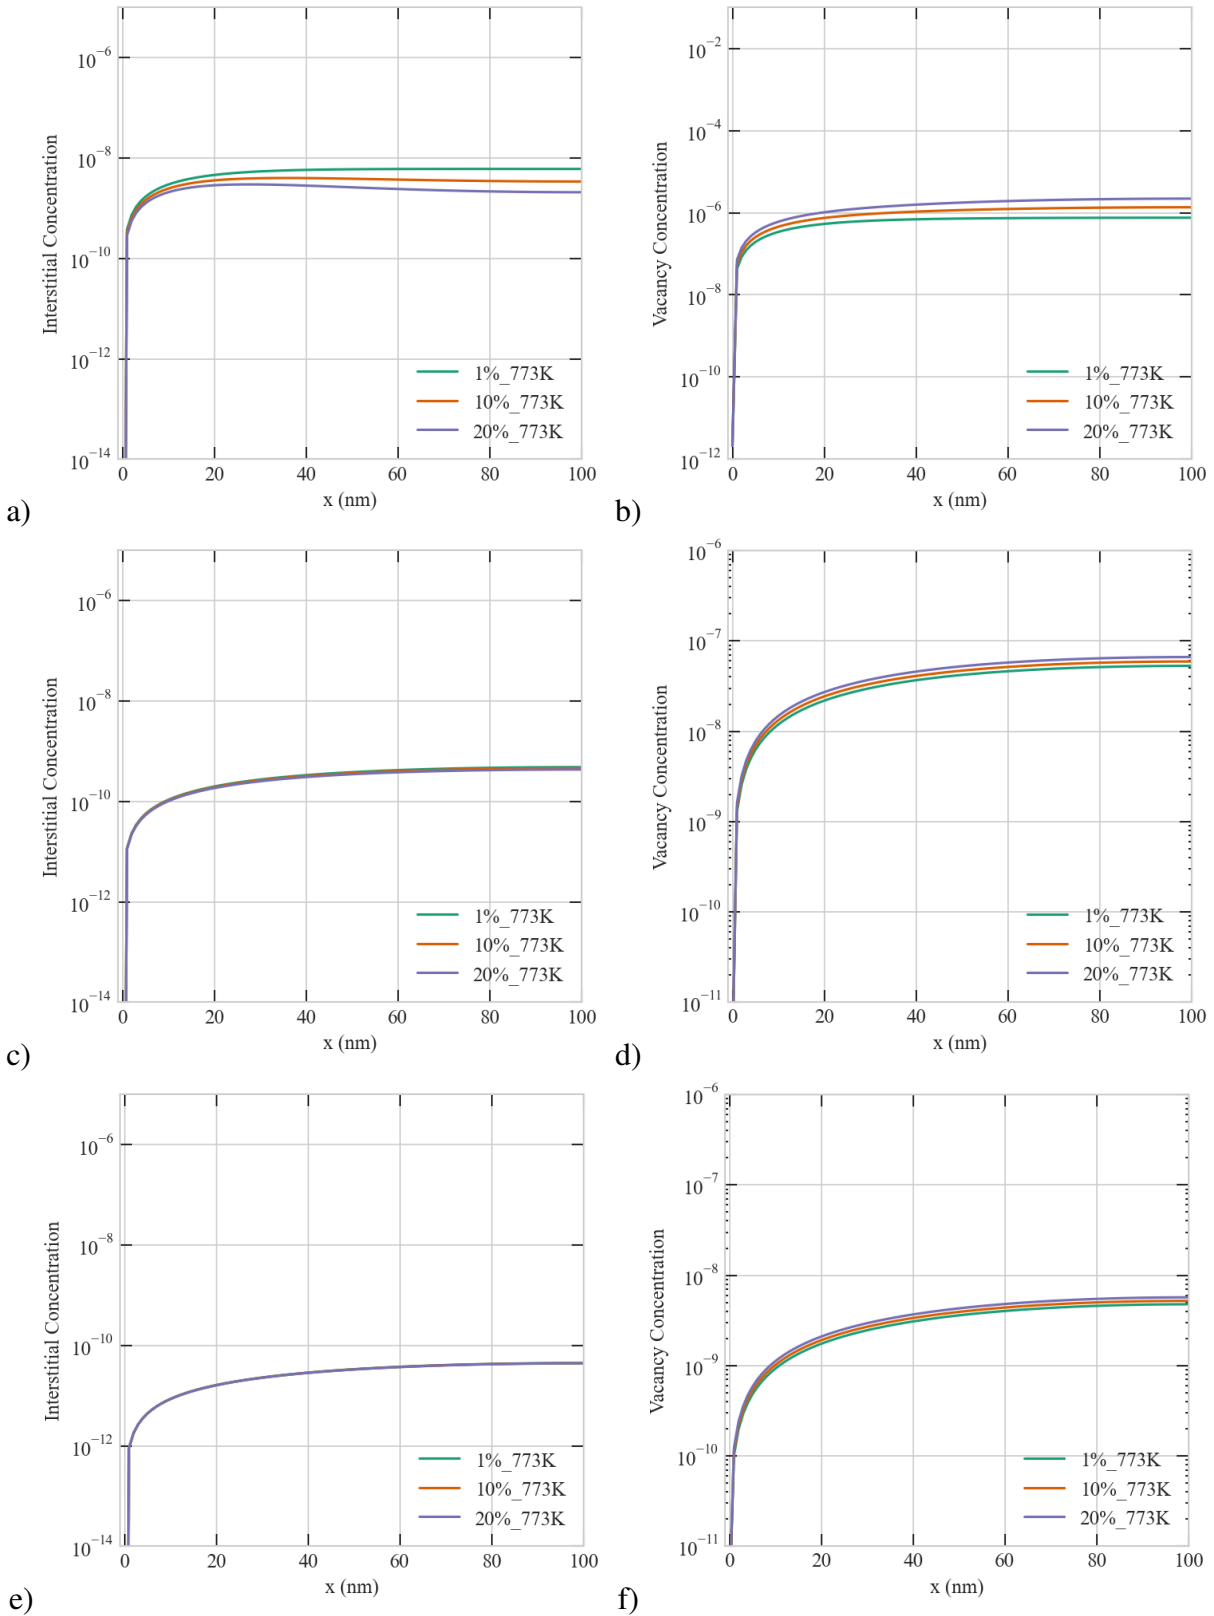 10^-6
10^-8
10^-10
10^-12
10^-14
Interstitial Concentration
1%_773K
10%_773K
20%_773K
0 20 40 60 80 100
x (nm)
a)
10^-2
10^-4
10^-6
10^-8
10^-10
10^-12
Vacancy Concentration
1%_773K
10%_773K
20%_773K
0 20 40 60 80 100
x (nm)
b)
10^-6
10^-8
10^-10
10^-12
10^-14
Interstitial Concentration
1%_773K
10%_773K
20%_773K
0 20 40 60 80 100
x (nm)
c)
10^-6
10^-7
10^-8
10^-9
10^-10
10^-11
Vacancy Concentration
1%_773K
10%_773K
20%_773K
0 20 40 60 80 100
x (nm)
d)
10^-6
10^-8
10^-10
10^-12
10^-14
Interstitial Concentration
1%_773K
10%_773K
20%_773K
0 20 40 60 80 100
x (nm)
e)
10^-6
10^-7
10^-8
10^-9
10^-10
10^-11
Vacancy Concentration
1%_773K
10%_773K
20%_773K
0 20 40 60 80 100
x (nm)
f)